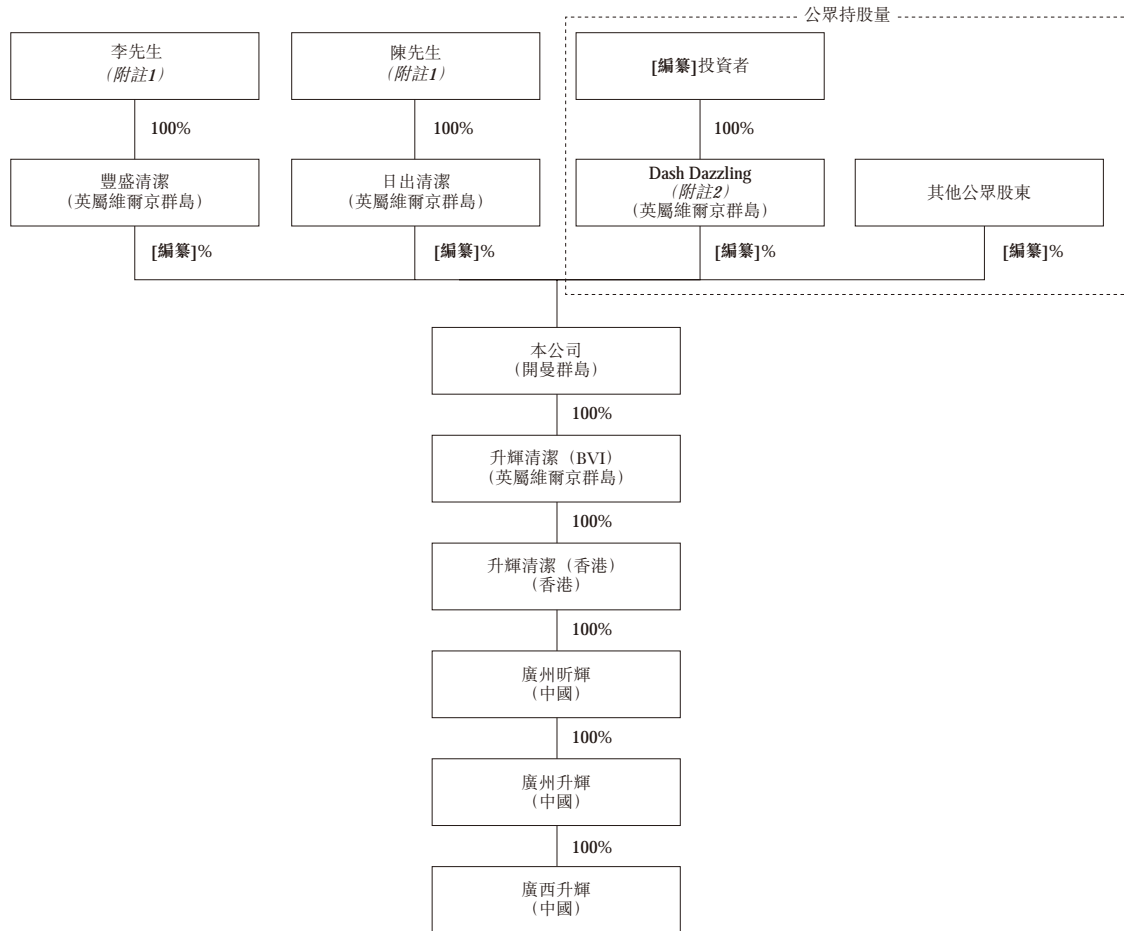 公眾持股量
李先生
(附註1)
陳先生
(附註1)
[編纂]投資者
100%
100%
100%
豐盛清潔
(英屬維爾京群島)
日出清潔
(英屬維爾京群島)
Dash Dazzling
(附註2)
(英屬維爾京群島)
其他公眾股東
[編纂]%
[編纂]%
[編纂]%
[編纂]%
本公司
(開曼群島)
100%
升輝清潔（BVI）
(英屬維爾京群島)
100%
升輝清潔（香港）
(香港)
100%
廣州昕輝
(中國)
100%
廣州升輝
(中國)
100%
廣西升輝
(中國)